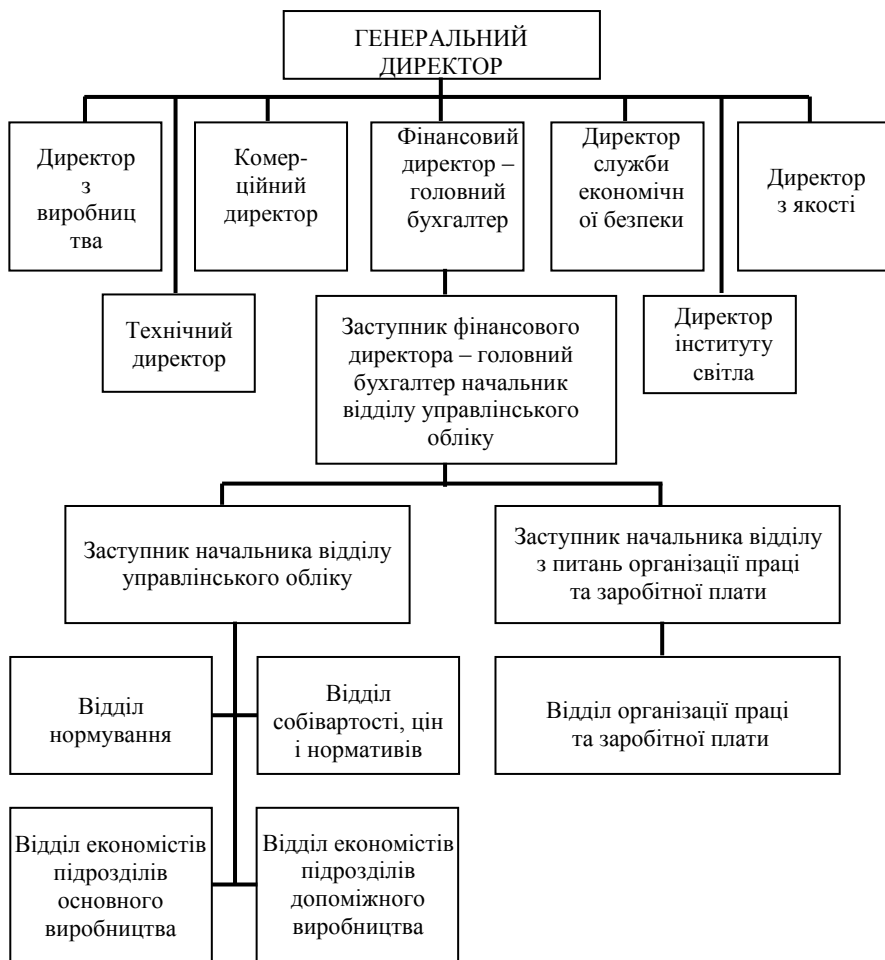 ГЕНЕРАЛЬНИЙ
ДИРЕКТОР
Директор
з
виробниц
тва
Комер-
ційний
директор
Фінансовий
директор –
головний
бухгалтер
Директор
служби
економічн
ої безпеки
Директор
з якості
Технічний
директор
Заступник фінансового
директора – головний
бухгалтер начальник
відділу управлінського
обліку
Директор
інституту
світла
Заступник начальника відділу
управлінського обліку
Заступник начальника відділу
з питань організації праці
та заробітної плати
Відділ
нормування
Відділ
собівартості, цін
і нормативів
Відділ організації праці
та заробітної плати
Відділ економістів
підрозділів
основного
виробництва
Відділ економістів
підрозділів
допоміжного
виробництва